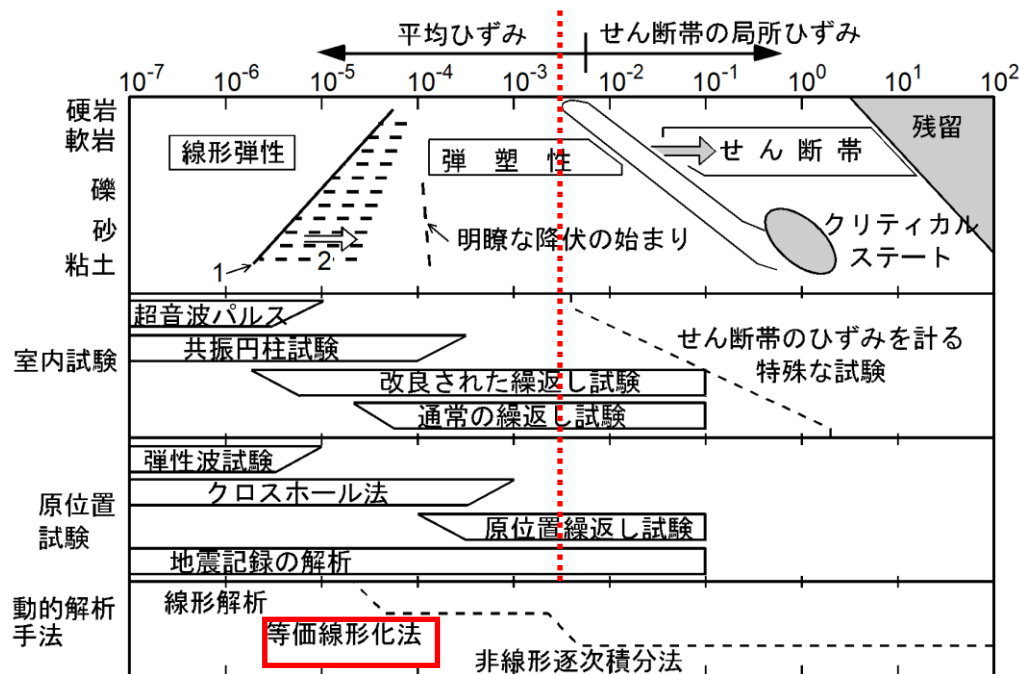 平均ひずみ せん断帯の局所ひずみ
10-7 10-6 10-5 10-4 10-3 10-2 10-1 100 101 102
硬岩
軟岩
礫
砂
粘土
線形弾性
弾塑性
せん断帯
残留
明瞭な降伏の始まり
クリティカル
ステート
1
2
室内試験
超音波パルス
共振円柱試験
改良された繰返し試験
通常の繰返し試験
せん断帯のひずみを計る
特殊な試験
原位置
試験
弾性波試験
クロスホール法
原位置繰返し試験
地震記録の解析
動的解析
手法
線形解析
等価線形化法
非線形逐次積分法